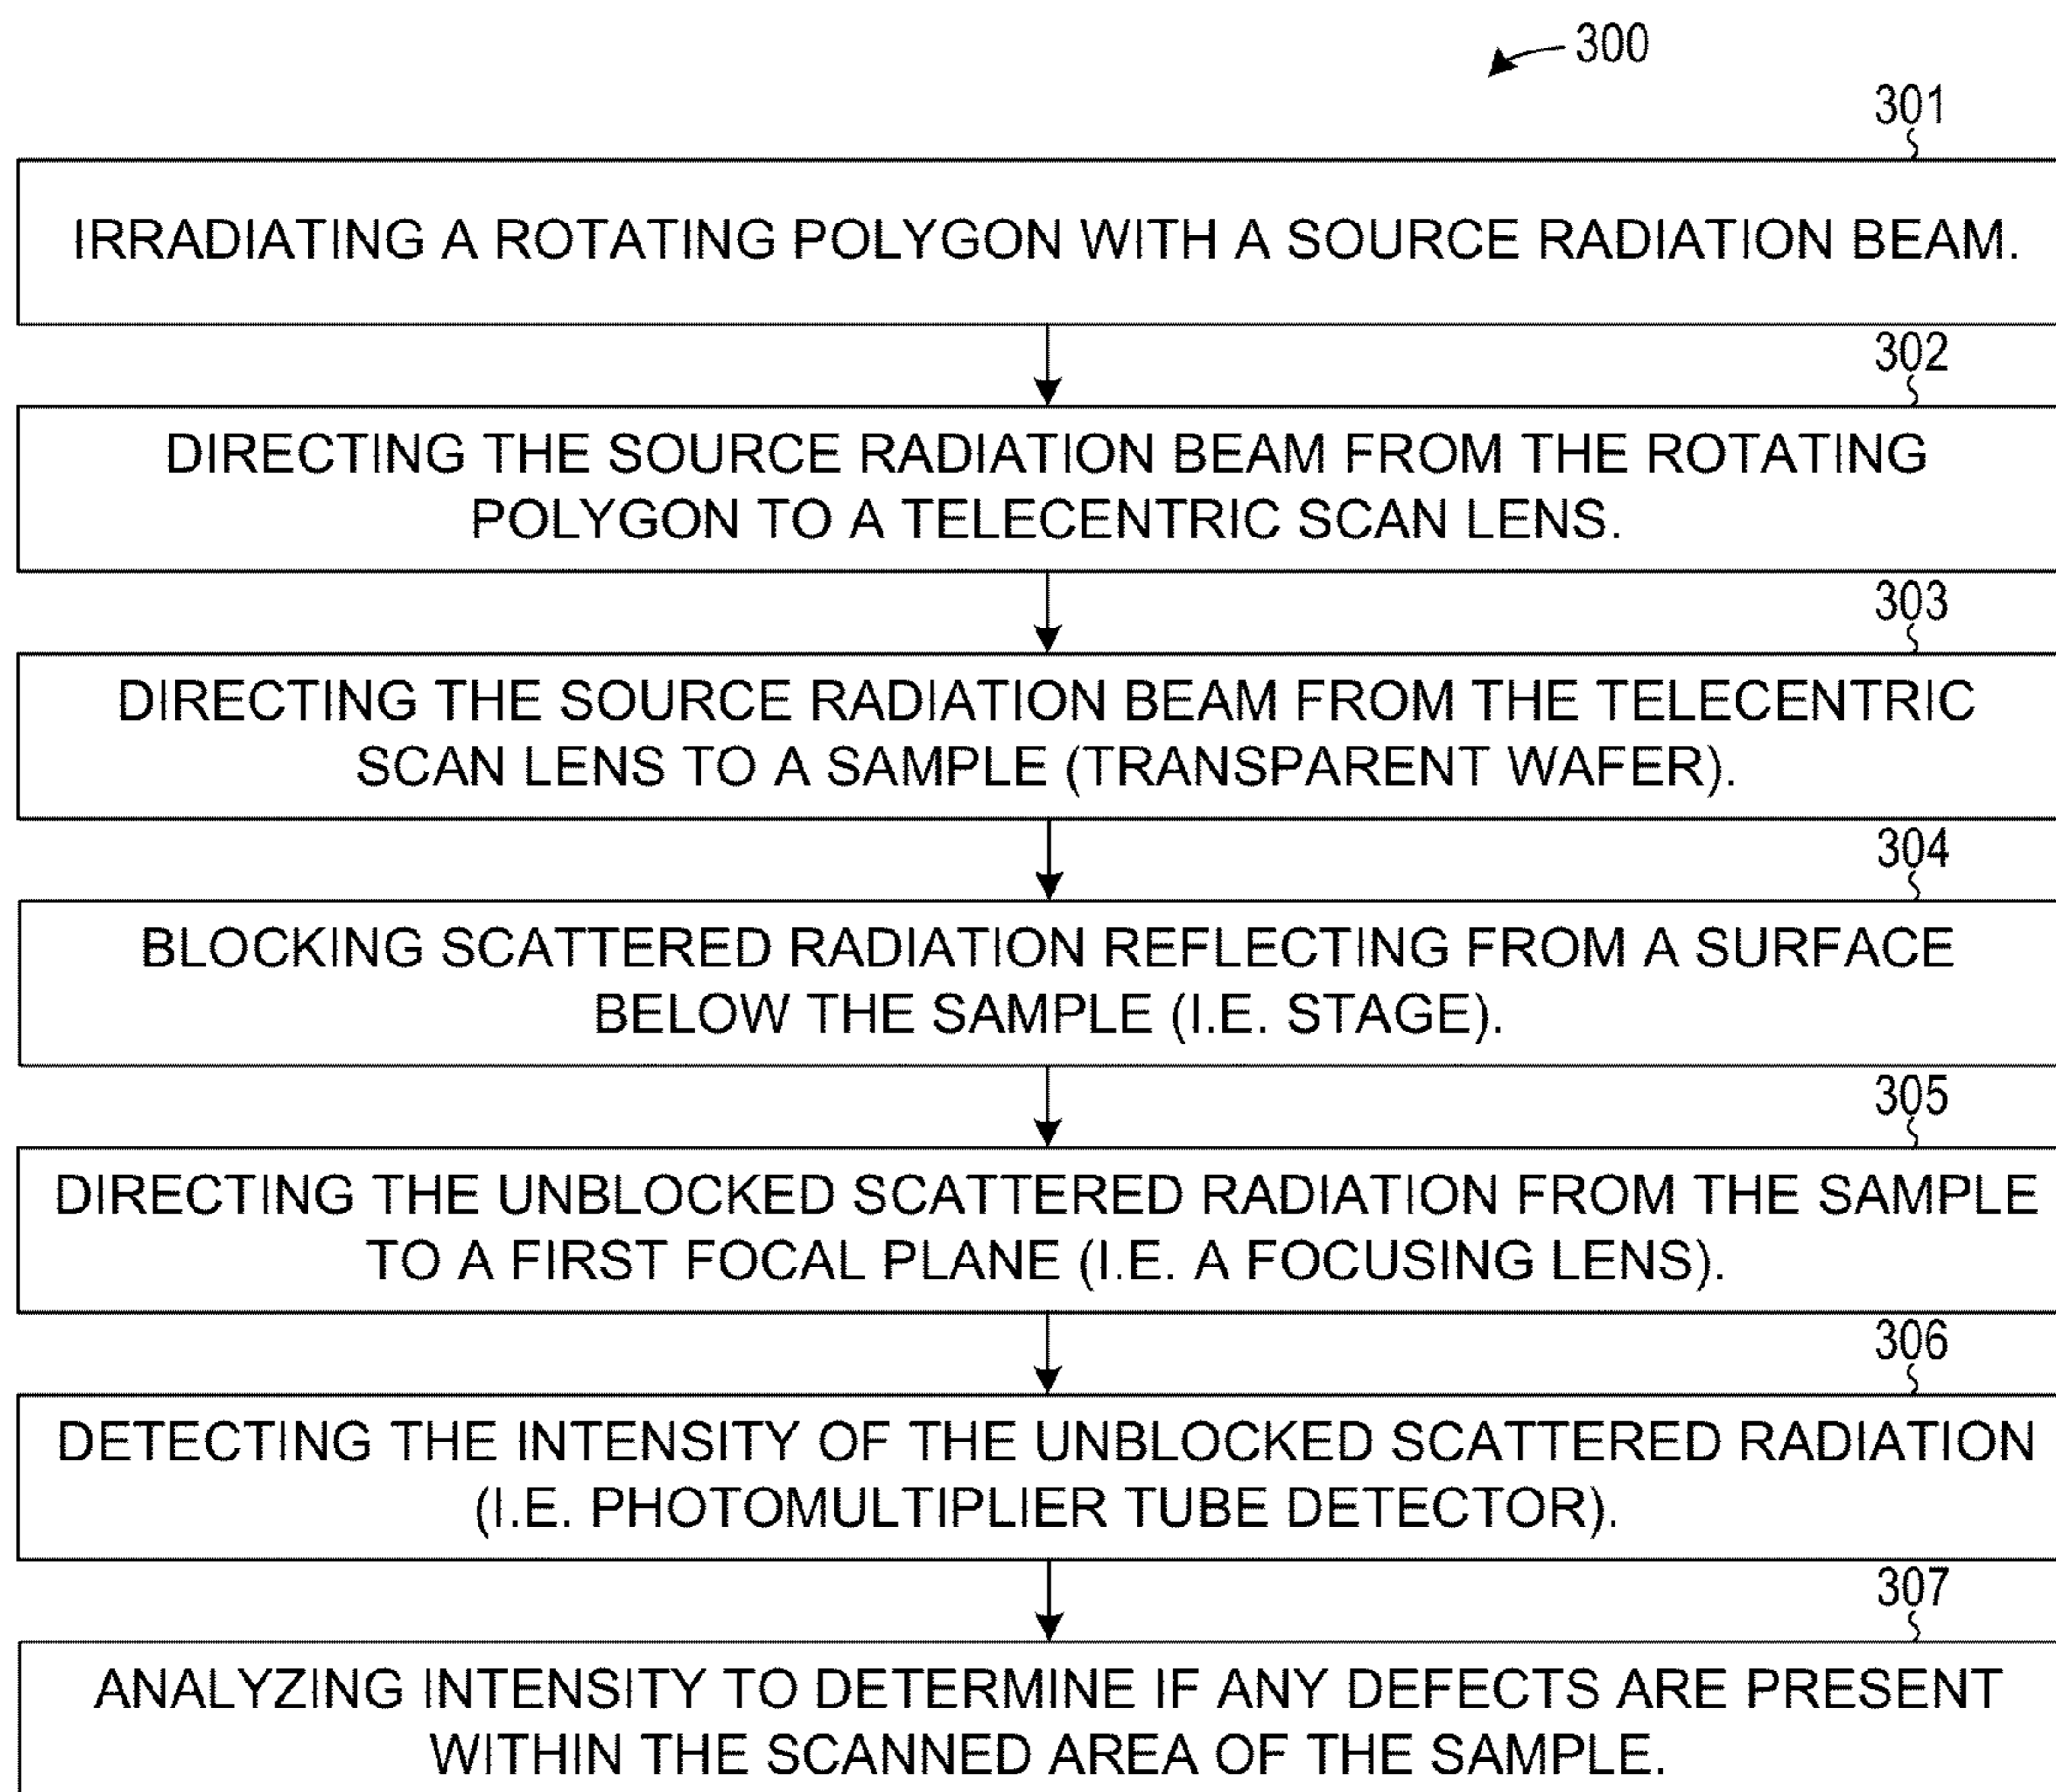 300
301
IRRADIATING A ROTATING POLYGON WITH A SOURCE RADIATION BEAM.
302
DIRECTING THE SOURCE RADIATION BEAM FROM THE ROTATING
POLYGON TO A TELECENTRIC SCAN LENS.
303
DIRECTING THE SOURCE RADIATION BEAM FROM THE TELECENTRIC
SCAN LENS TO A SAMPLE (TRANSPARENT WAFER).
304
BLOCKING SCATTERED RADIATION REFLECTING FROM A SURFACE
BELOW THE SAMPLE (I.E. STAGE).
305
DIRECTING THE UNBLOCKED SCATTERED RADIATION FROM THE SAMPLE
TO A FIRST FOCAL PLANE (I.E. A FOCUSING LENS).
306
DETECTING THE INTENSITY OF THE UNBLOCKED SCATTERED RADIATION
(I.E. PHOTOMULTIPLIER TUBE DETECTOR).
307
ANALYZING INTENSITY TO DETERMINE IF ANY DEFECTS ARE PRESENT
WITHIN THE SCANNED AREA OF THE SAMPLE.